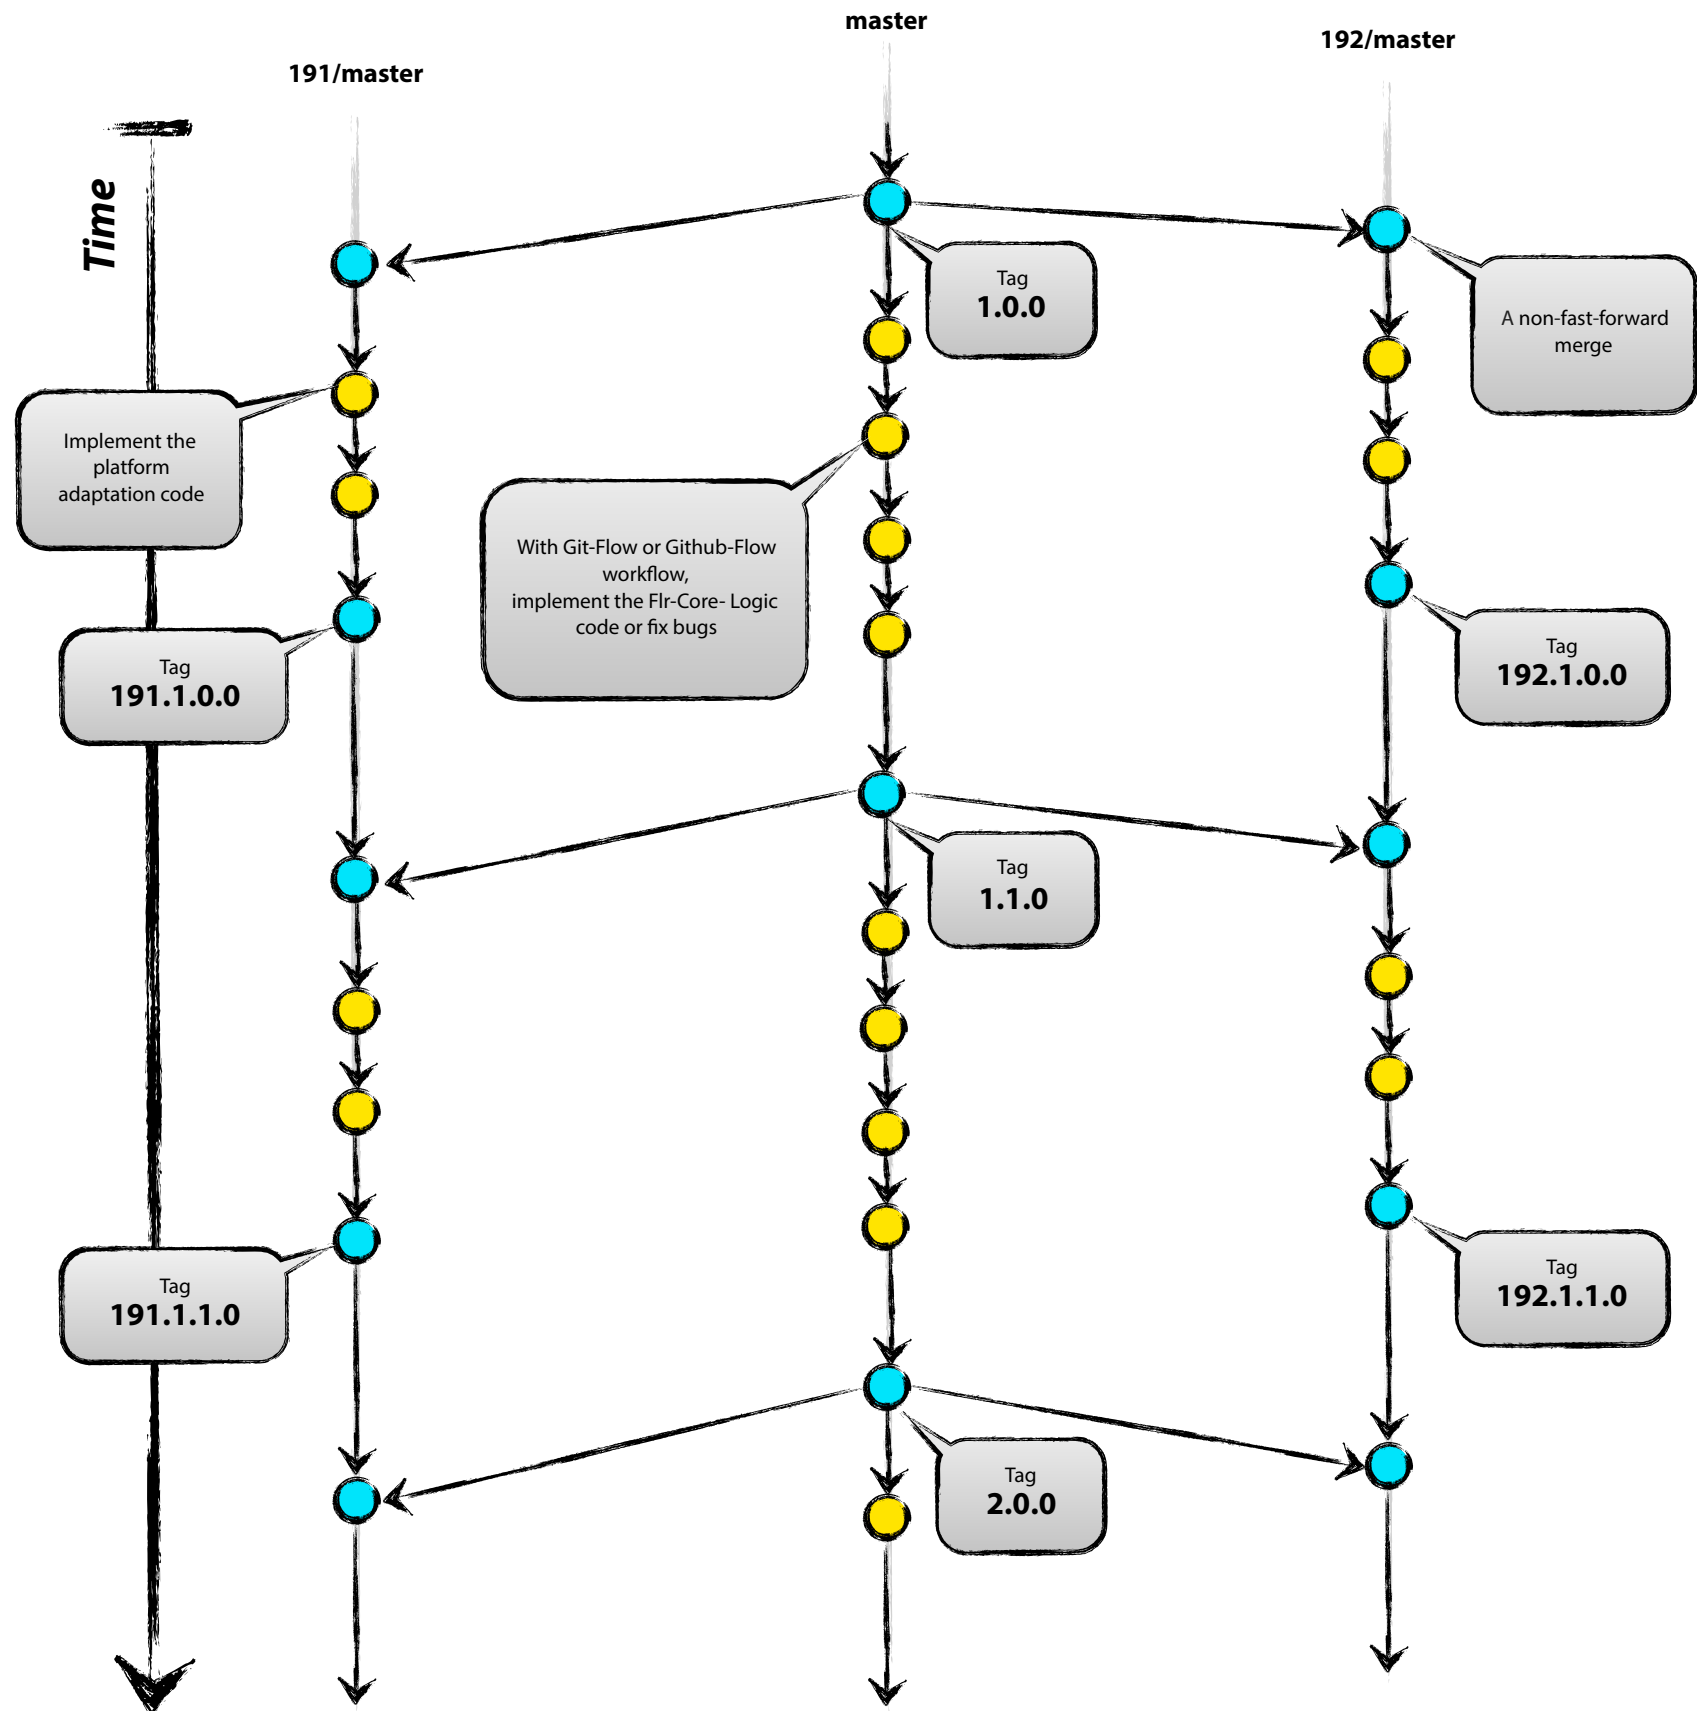 master
192/master
191/master
Time
Tag
1.0.0
A non-fast-forward
merge
Implement the
platform
adaptation code
With Git-Flow or Github-Flow
workflow,
implement the Flr-Core- Logic
code or fix bugs
Tag
191.1.0.0
Tag
192.1.0.0
Tag
1.1.0
Tag
191.1.1.0
Tag
192.1.1.0
Tag
2.0.0